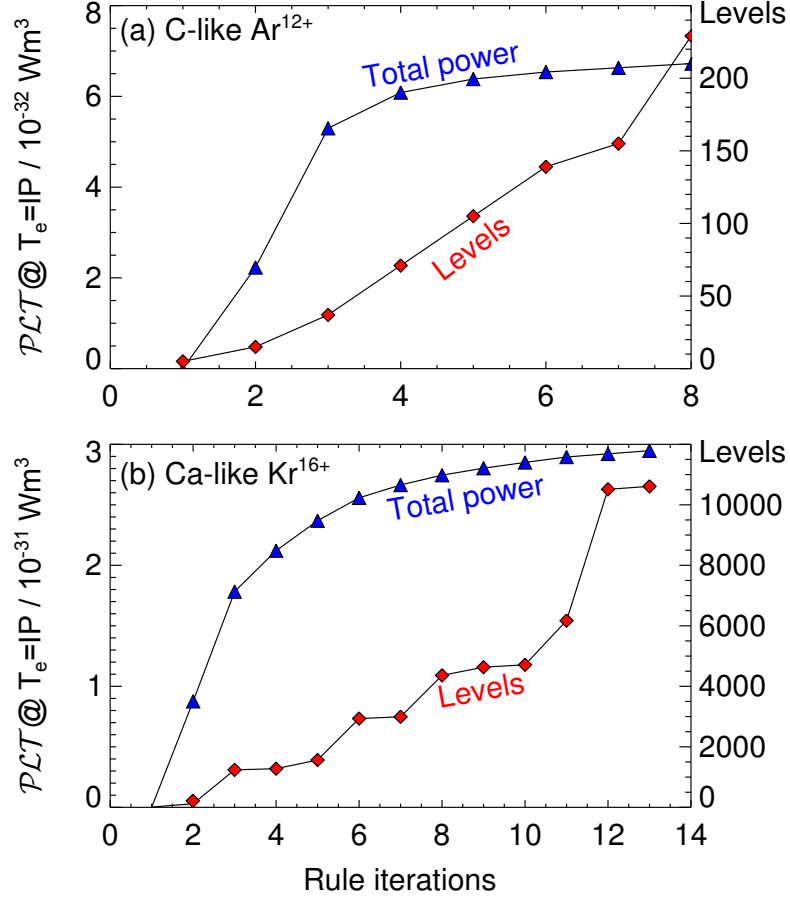 Levels
(a) C-like Ar¹²⁺
8
6
4
2
0
200
150
100
50
0
Total power
Levels
𝒫ℒ𝒯@ Tₑ=IP / 10⁻³² Wm³
0 2 4 6 8
Levels
(b) Ca-like Kr¹⁶⁺
3
2
1
0
10000
8000
6000
4000
2000
0
Total power
Levels
𝒫ℒ𝒯@ Tₑ=IP / 10⁻³¹ Wm³
0 2 4 6 8 10 12 14
Rule iterations